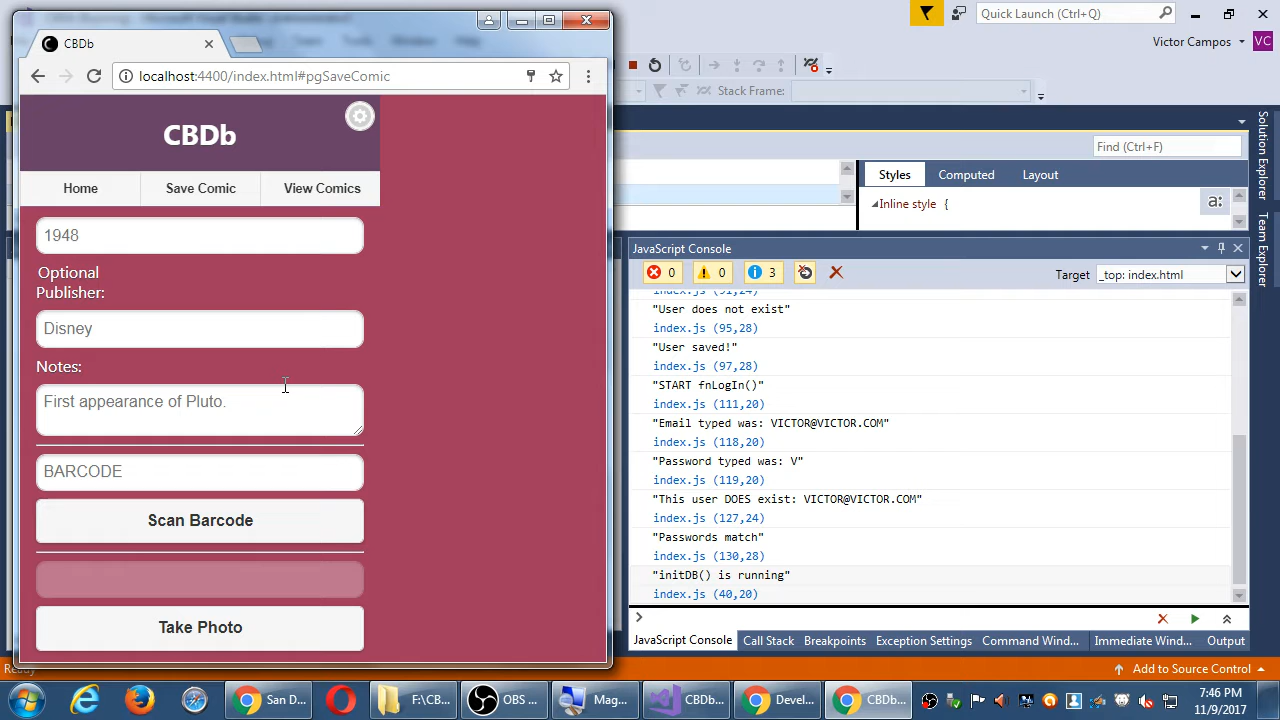 CBDb
localhost:4400/index.html#pgSaveComic
CBDb
Home Save Comic View Comics
1948
Optional
Publisher:
Disney
Notes:
First appearance of Pluto.
BARCODE
Scan Barcode
Take Photo
Quick Launch (Ctrl+Q)
Victor Campos VC
Stack Frame:
Find (Ctrl+F)
Styles Computed Layout
Inline style {
a:
Solution Explorer
Team Explorer
JavaScript Console
0 0 3 Target _top: index.html
"User does not exist"
index.js (95,28)
"User saved!"
index.js (97,28)
"START fnLogIn()"
index.js (111,20)
"Email typed was: VICTOR@VICTOR.COM"
index.js (118,20)
"Password typed was: V"
index.js (119,20)
"This user DOES exist: VICTOR@VICTOR.COM"
index.js (127,24)
"Passwords match"
index.js (130,28)
"initDB() is running"
index.js (40,20)
JavaScript Console Call Stack Breakpoints Exception Settings Command Wind... Immediate Wind... Output
Add to Source Control
San D... F:\CB... OBS ... Mag... CBDb... Devel... CBDb...
7:46 PM
11/9/2017